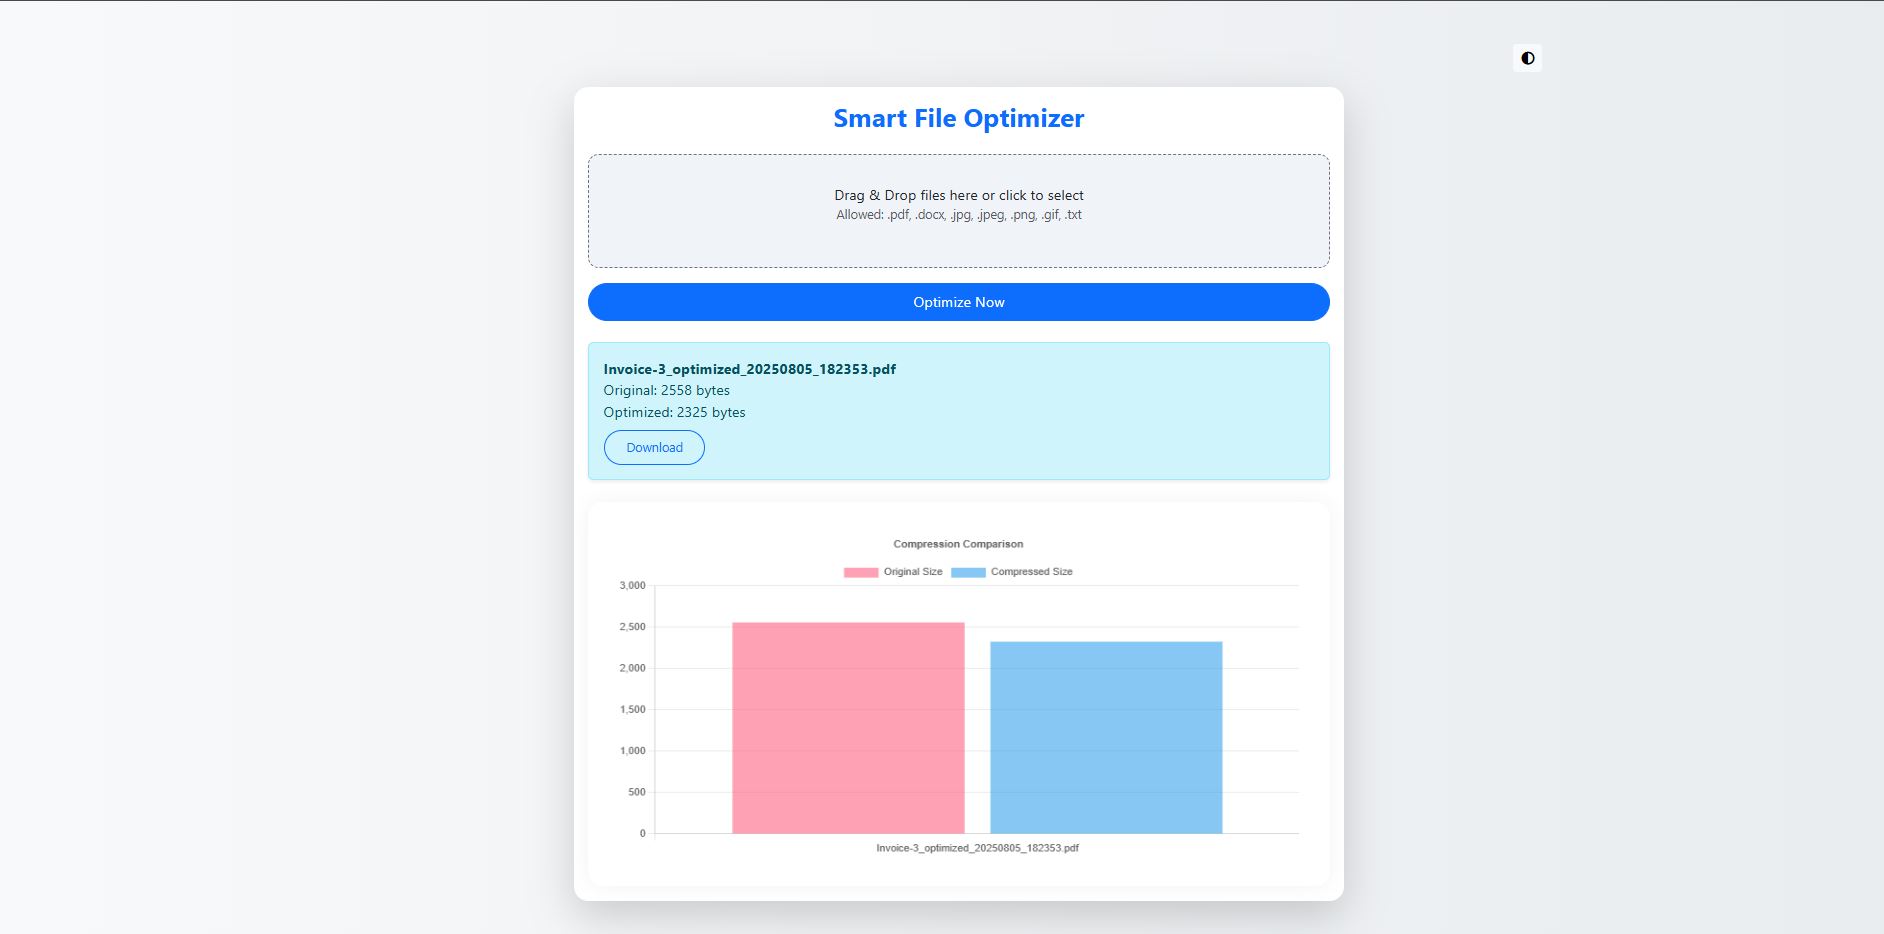 Smart File Optimizer
Drag & Drop files here or click to select
Allowed: .pdf, .docx, .jpg, .jpeg, .png, .gif, .txt
Optimize Now
Invoice-3_optimized_20250805_182353.pdf
Original: 2558 bytes
Optimized: 2325 bytes
Download
Compression Comparison
Original Size Compressed Size
3,000
2,500
2,000
1,500
1,000
500
0
Invoice-3_optimized_20250805_182353.pdf